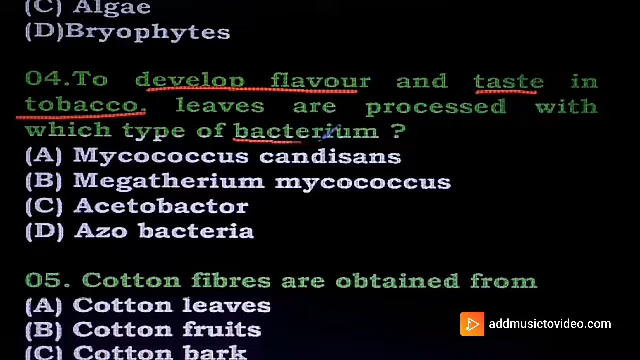 (C) Algae
(D)Bryophytes
04.To develop flavour and taste in
tobacco, leaves are processed with
which type of bacterium ?
(A) Mycococcus candisans
(B) Megatherium mycococcus
(C) Acetobactor
(D) Azo bacteria
05. Cotton fibres are obtained from
(A) Cotton leaves
(B) Cotton fruits
(C) Cotton bark
addmusictovideo.com